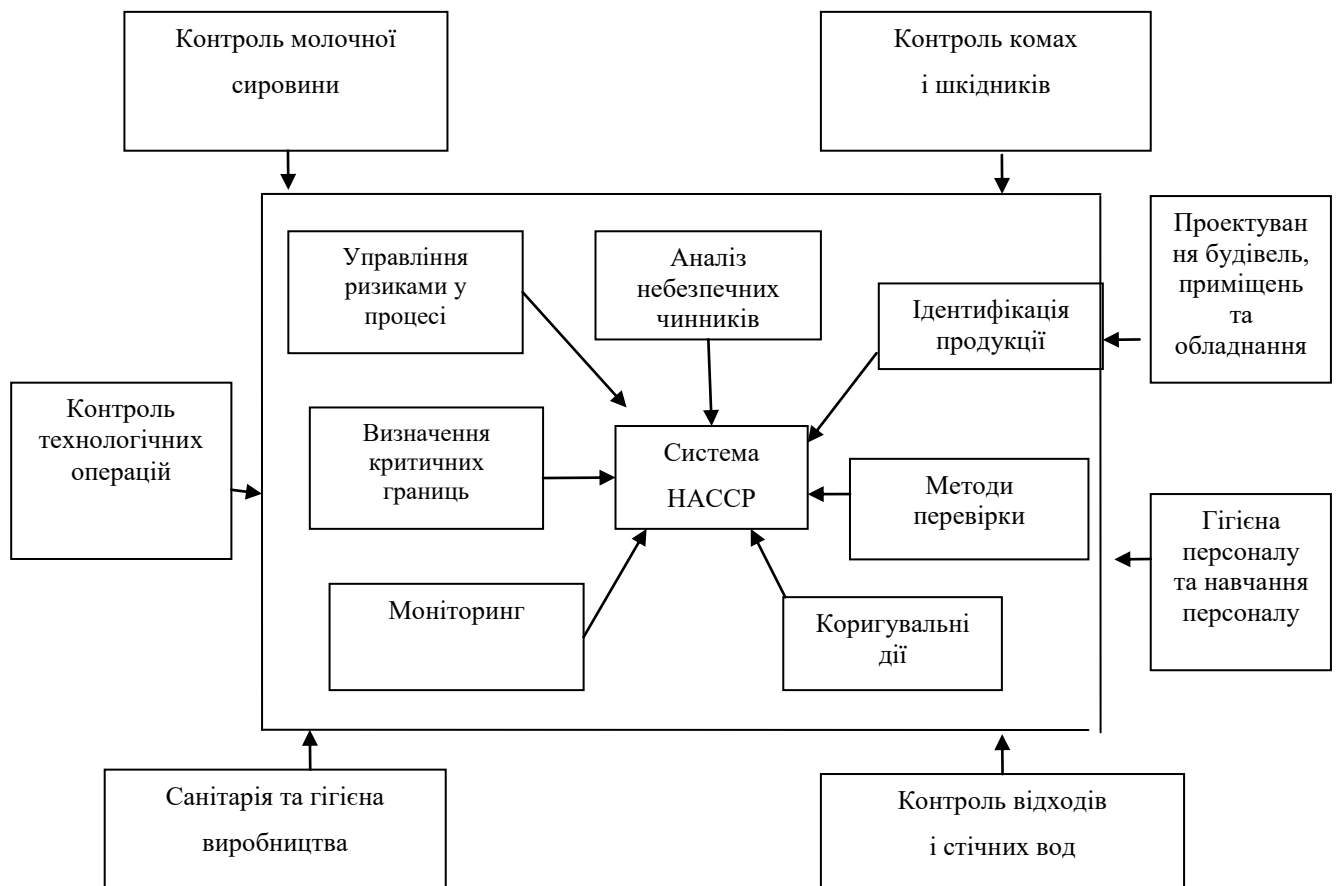 Контроль молочної
сировини
Контроль комах
і шкідників
Управління
ризиками у
процесі
Аналіз
небезпечних
чинників
Ідентифікація
продукції
Проектуван
ня будівель,
приміщень
та
обладнання
Контроль
технологічних
операцій
Визначення
критичних
границь
Система
НАССР
Методи
перевірки
Гігієна
персоналу
та навчання
персоналу
Моніторинг
Коригувальні
дії
Санітарія та гігієна
виробництва
Контроль відходів
і стічних вод